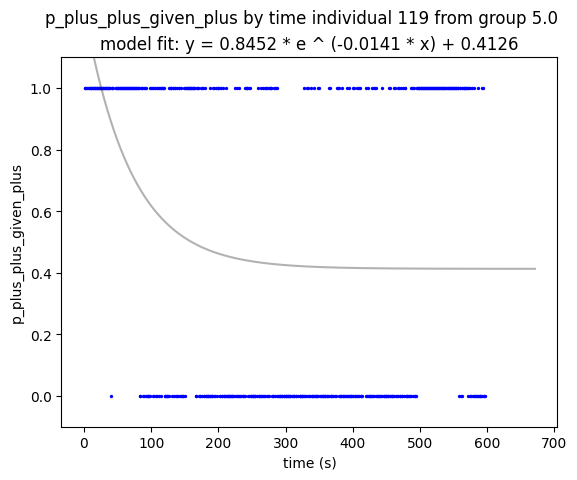 p_plus_plus_given_plus by time individual 119 from group 5.0
model fit: y = 0.8452 * e ^ (-0.0141 * x) + 0.4126
1.0
0.8
0.6
0.4
0.2
0.0
p_plus_plus_given_plus
0 100 200 300 400 500 600 700
time (s)